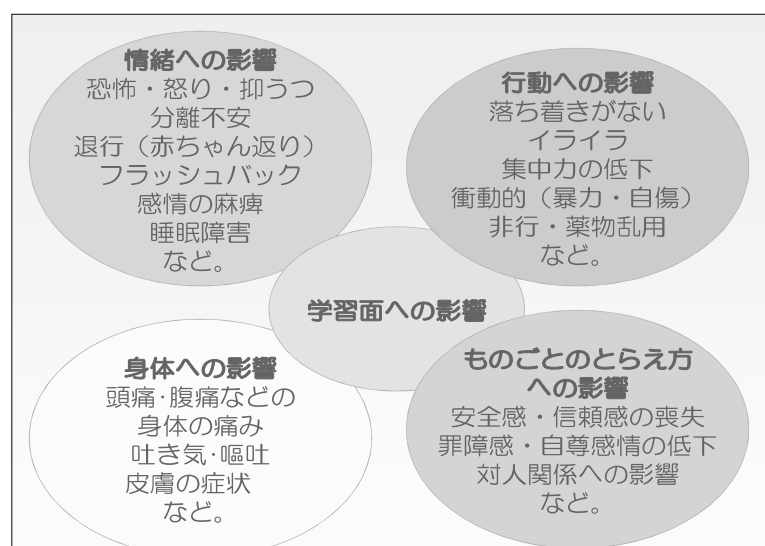 情緒への影響
恐怖・怒り・抑うつ
分離不安
退行（赤ちゃん返り）
フラッシュバック
感情の麻痺
睡眠障害
など。
行動への影響
落ち着きがない
イライラ
集中力の低下
衝動的（暴力・自傷）
非行・薬物乱用
など。
学習面への影響
身体への影響
頭痛･腹痛などの
身体の痛み
吐き気･嘔吐
皮膚の症状
など。
ものごとのとらえ方
への影響
安全感・信頼感の喪失
罪障感・自尊感情の低下
対人関係への影響
など。